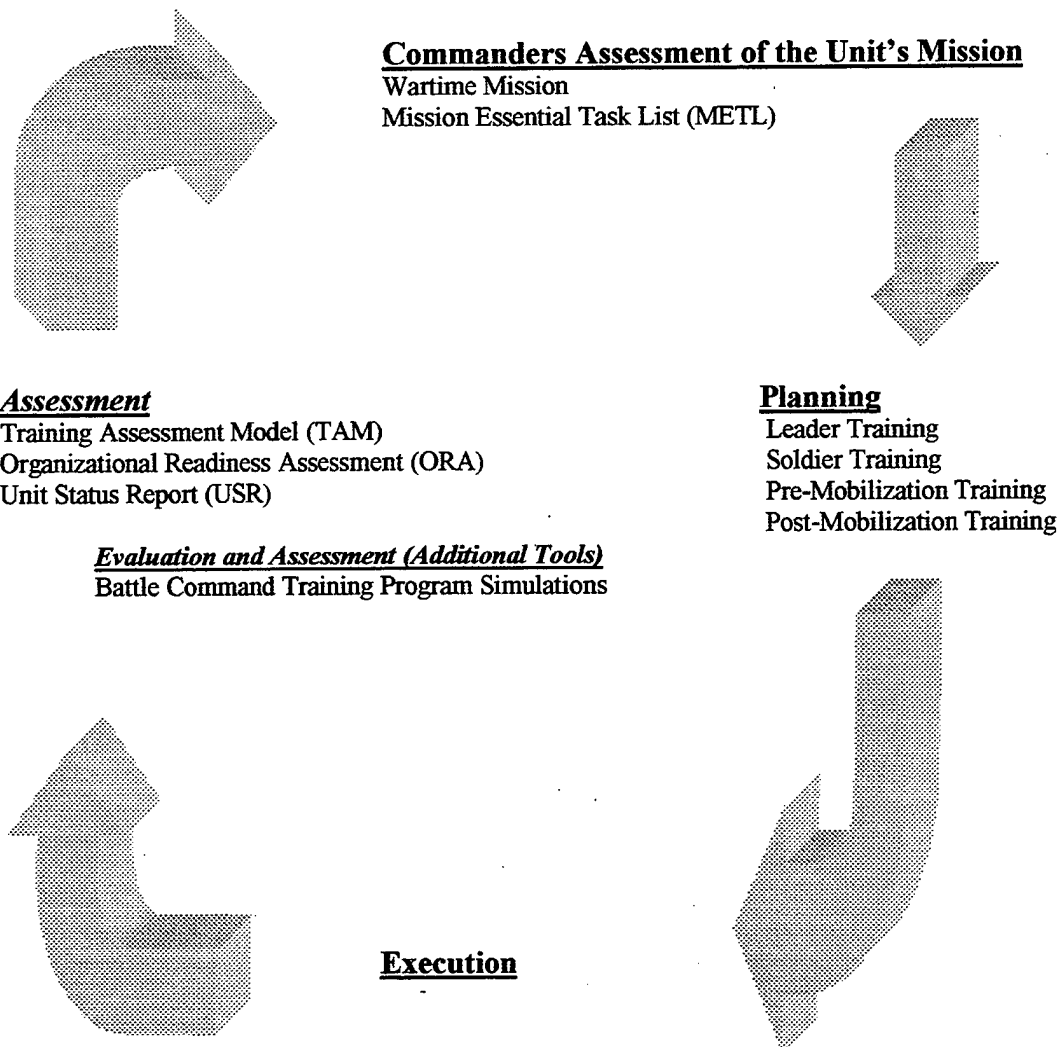 Commanders Assessment of the Unit's Mission
Wartime Mission
Mission Essential Task List (METL)
Assessment
Training Assessment Model (TAM)
Organizational Readiness Assessment (ORA)
Unit Status Report (USR)
Planning
Leader Training
Soldier Training
Pre-Mobilization Training
Post-Mobilization Training
Evaluation and Assessment (Additional Tools)
Battle Command Training Program Simulations
Execution